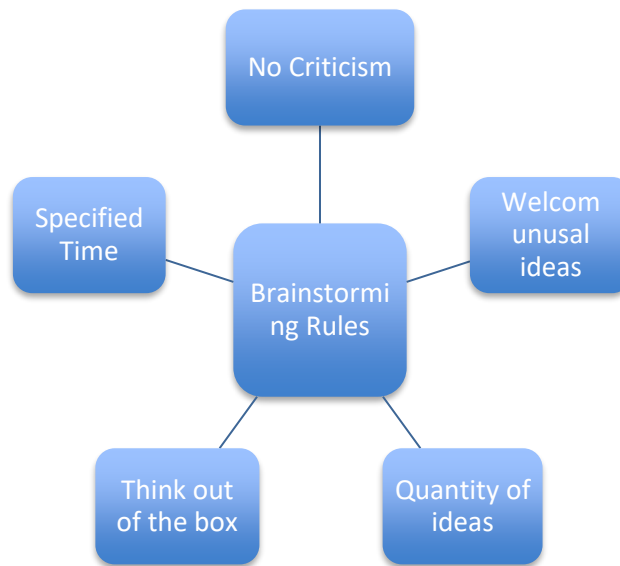 No Criticism
Specified
Time
Welcom
unusal
ideas
Brainstormi
ng Rules
Think out
of the box
Quantity of
ideas